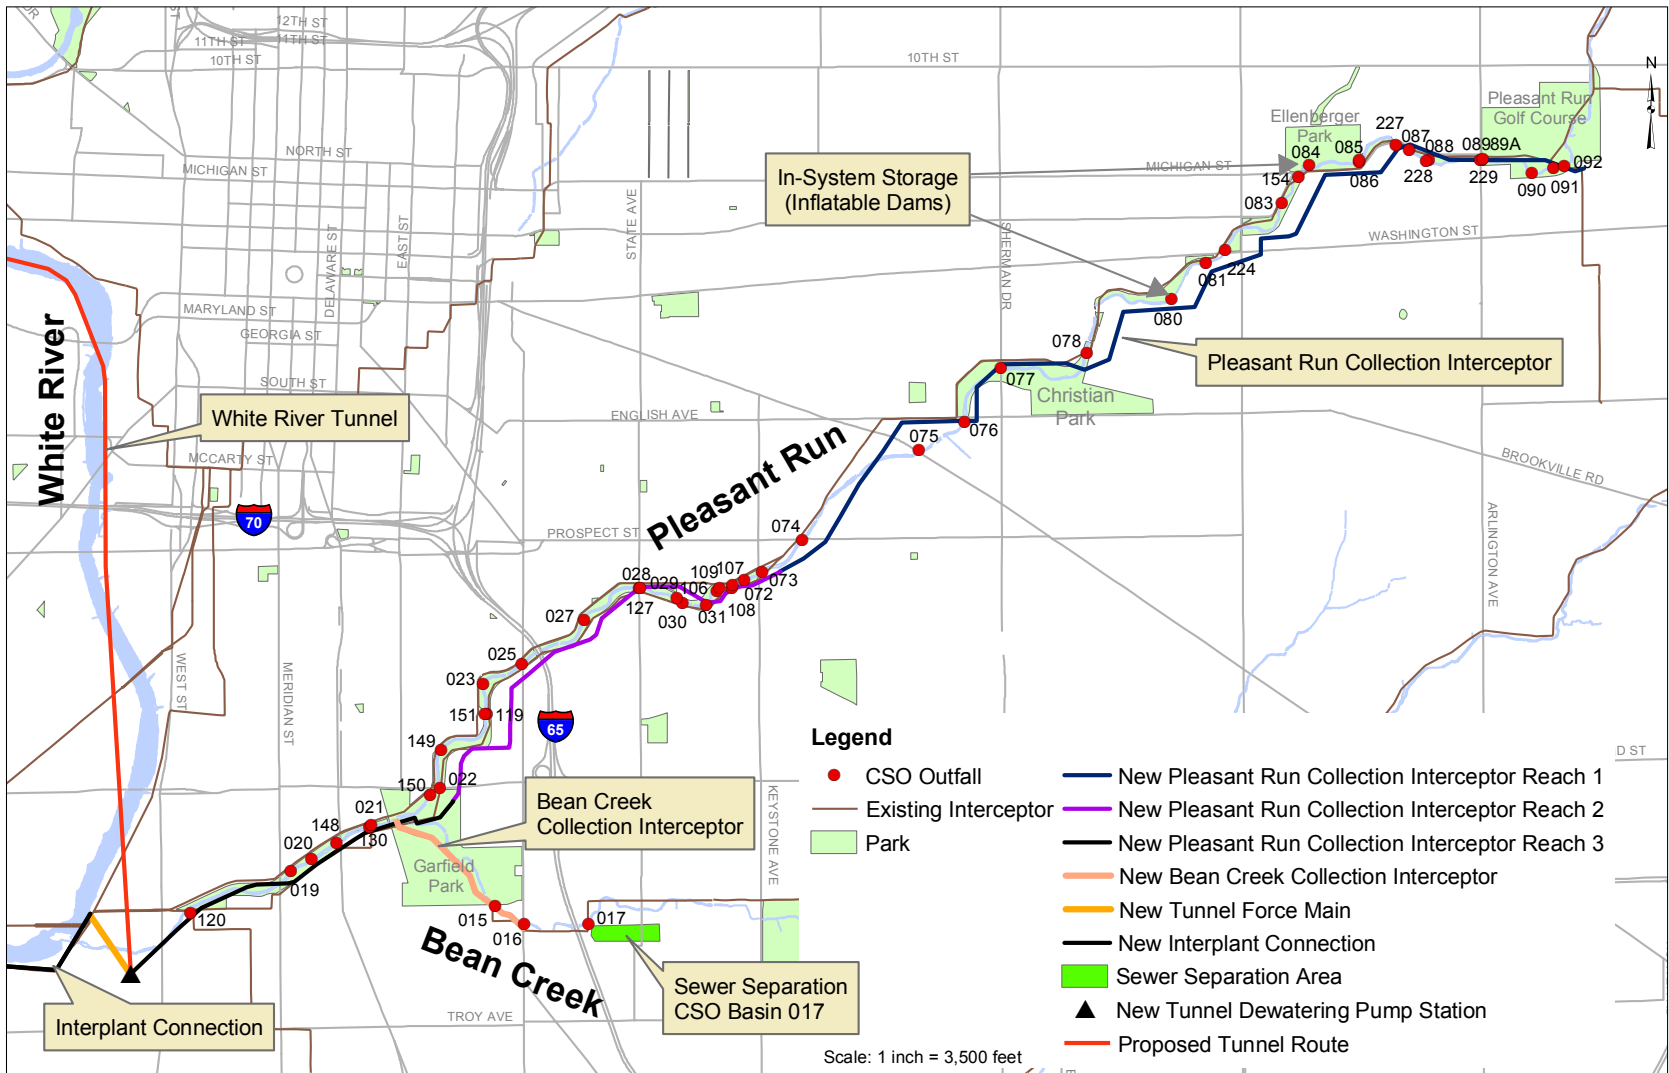 12TH ST
11TH ST
11TH ST
10TH ST
10TH ST
N
Pleasant Run
Golf Course
Ellenberger
Park
NORTH ST
MICHIGAN ST
MICHIGAN ST
In-System Storage
(Inflatable Dams)
227
087
088
089
89A
084
085
154
086
228
229
090
091
092
083
STATE AVE
SHERMAN DR
WASHINGTON ST
DELAWARE ST
EAST ST
224
081
080
MARYLAND ST
GEORGIA ST
White River
078
Pleasant Run Collection Interceptor
077
SOUTH ST
Christian
Park
White River Tunnel
ENGLISH AVE
076
075
MCCARTY ST
BROOKVILLE RD
Pleasant Run
70
PROSPECT ST
074
ARLINGTON AVE
028
029
106
109
107
073
072
108
127
030
031
027
025
WEST ST
MERIDIAN ST
023
151
119
65
149
022
150
Bean Creek
Collection Interceptor
KEYSTONE AVE
021
148
130
020
019
120
Garfield
Park
015
016
017
Bean Creek
Sewer Separation
CSO Basin 017
Interplant Connection
TROY AVE
D ST
Legend
CSO Outfall
Existing Interceptor
Park
New Pleasant Run Collection Interceptor Reach 1
New Pleasant Run Collection Interceptor Reach 2
New Pleasant Run Collection Interceptor Reach 3
New Bean Creek Collection Interceptor
New Tunnel Force Main
New Interplant Connection
Sewer Separation Area
New Tunnel Dewatering Pump Station
Proposed Tunnel Route
Scale: 1 inch = 3,500 feet